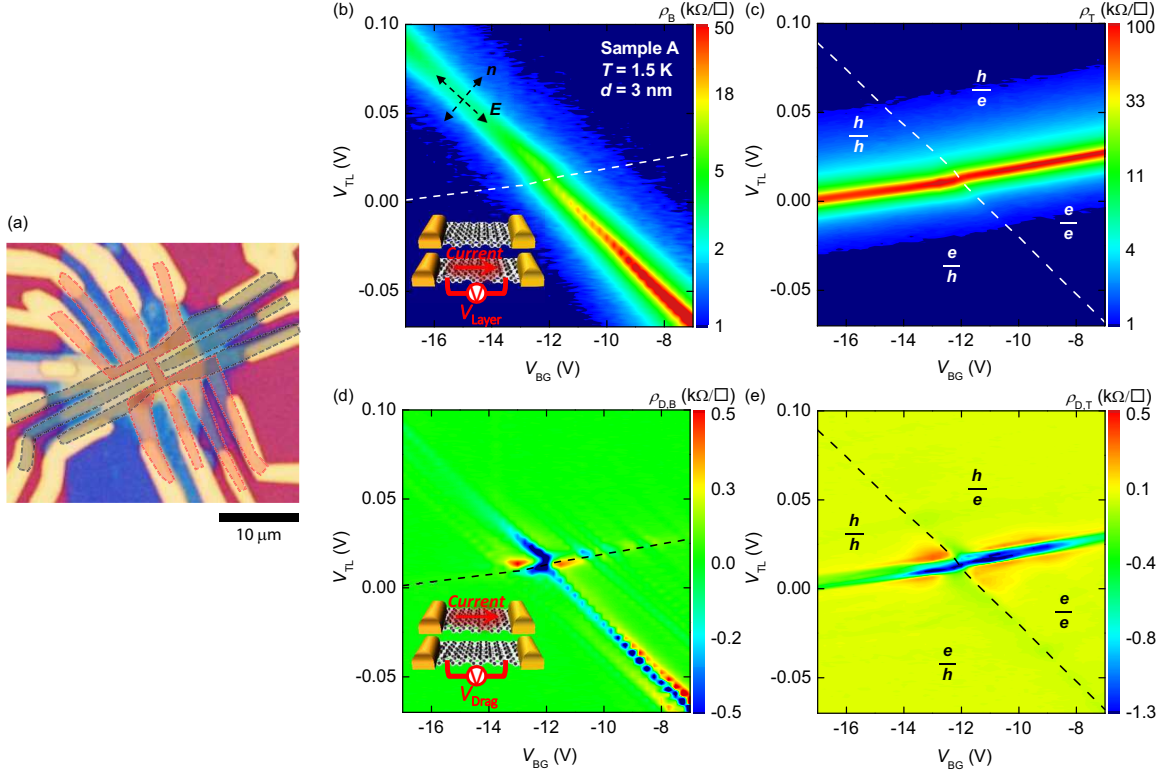 (a)
10 μm
(b)
ρB (kΩ/□)
Sample A
T = 1.5 K
d = 3 nm
n
E
Current
VLayer
0.10
0.05
0.00
-0.05
VTL (V)
-16 -14 -12 -10 -8
VBG (V)
50
18
5
2
1
(c)
ρT (kΩ/□)
h/e
h/h
e/e
e/h
0.10
0.05
0.00
-0.05
VTL (V)
-16 -14 -12 -10 -8
VBG (V)
100
33
11
4
1
(d)
ρD,B (kΩ/□)
Current
VDrag
0.10
0.05
0.00
-0.05
VTL (V)
-16 -14 -12 -10 -8
VBG (V)
0.5
0.3
0.0
-0.2
-0.5
(e)
ρD,T (kΩ/□)
h/e
h/h
e/e
e/h
0.10
0.05
0.00
-0.05
VTL (V)
-16 -14 -12 -10 -8
VBG (V)
0.5
0.1
-0.4
-0.8
-1.3